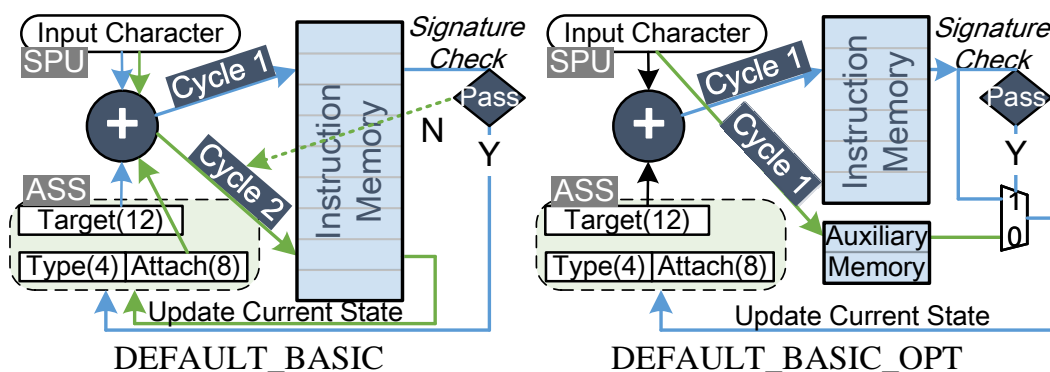 Input Character
SPU
Cycle 1
+
Cycle 2
ASS
Target(12)
Type(4) Attach(8)
Instruction
Memory
Signature
Check
Pass
N
Y
Update Current State
DEFAULT_BASIC
Input Character
SPU
Cycle 1
+
Cycle 1
ASS
Target(12)
Type(4) Attach(8)
Instruction
Memory
Auxiliary
Memory
Signature
Check
Pass
Y
1
0
Update Current State
DEFAULT_BASIC_OPT